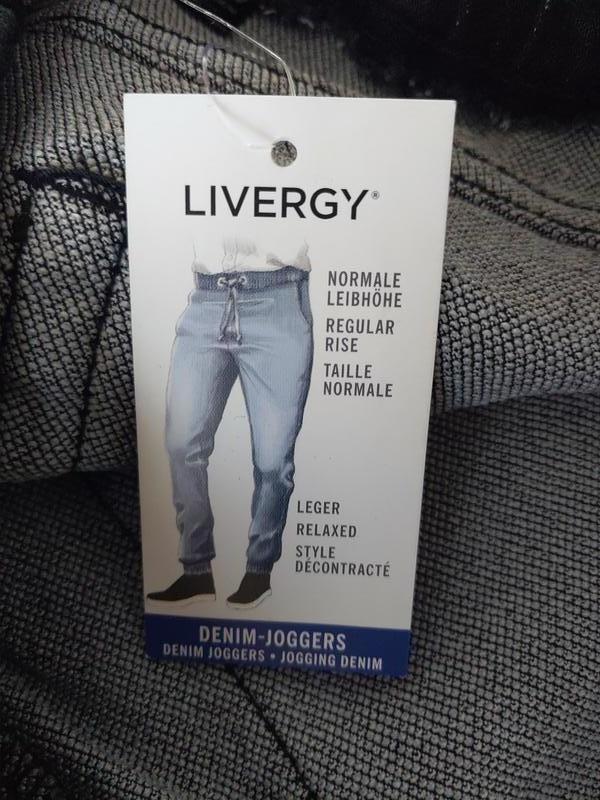 LIVERGY®
NORMALE
LEIBHÖHE
REGULAR
RISE
TAILLE
NORMALE
LEGER
RELAXED
STYLE
DÉCONTRACTÉ
DENIM-JOGGERS
DENIM JOGGERS • JOGGING DENIM